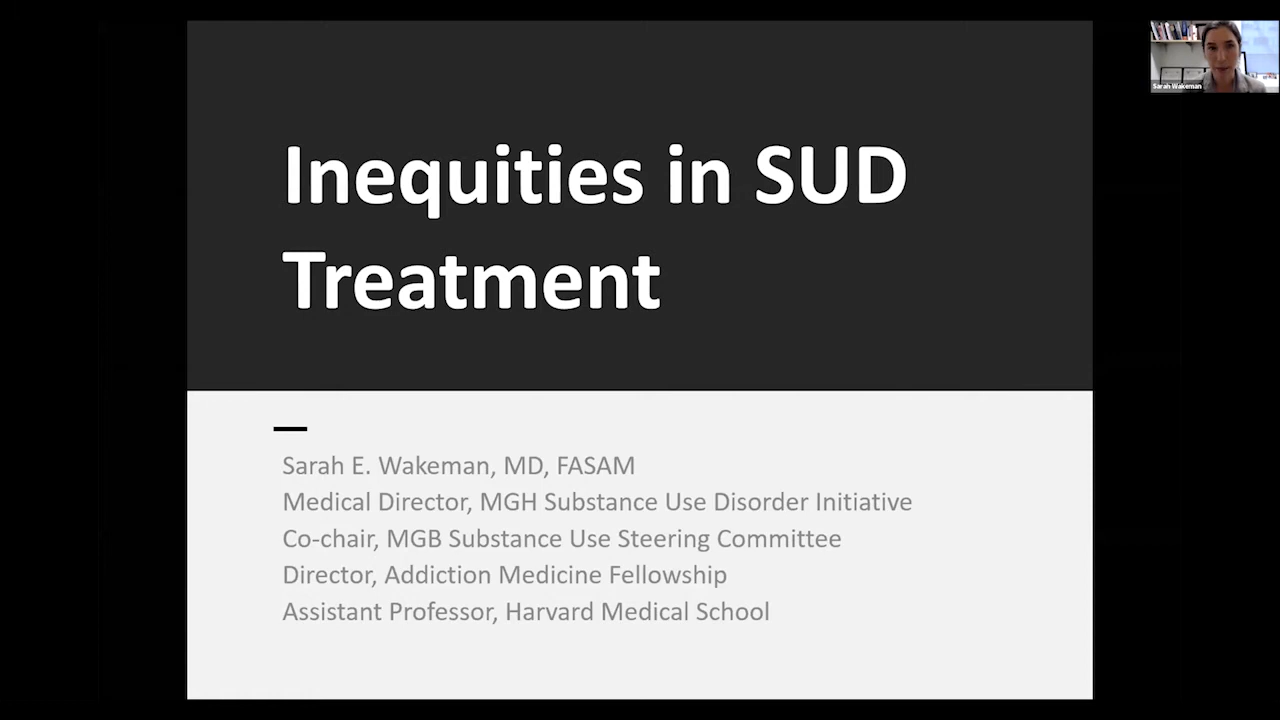 Inequities in SUD
Treatment
Sarah E. Wakeman, MD, FASAM
Medical Director, MGH Substance Use Disorder Initiative
Co-chair, MGB Substance Use Steering Committee
Director, Addiction Medicine Fellowship
Assistant Professor, Harvard Medical School
Sarah Wakeman